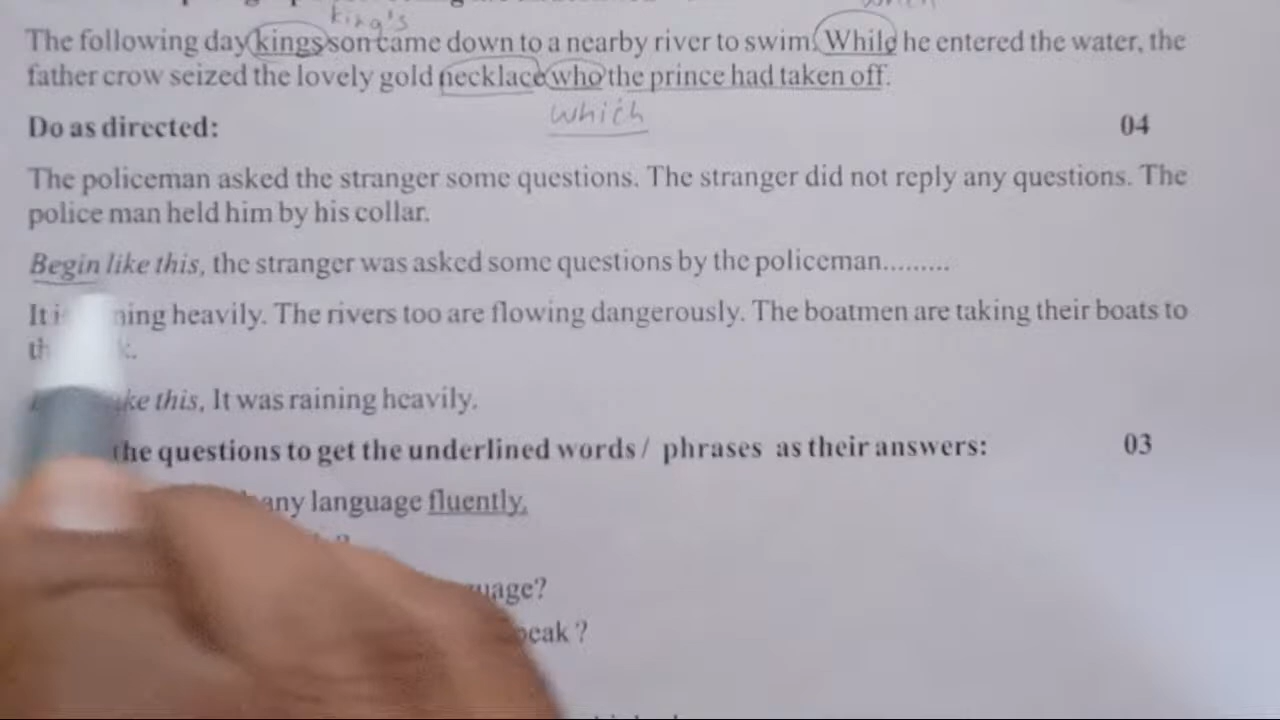 king's
The following day kings son came down to a nearby river to swim. While he entered the water, the
father crow seized the lovely gold necklace who the prince had taken off.
which
Do as directed: 04
The policeman asked the stranger some questions. The stranger did not reply any questions. The
police man held him by his collar.
Begin like this, the stranger was asked some questions by the policeman.........
It is heavily. The rivers too are flowing dangerously. The boatmen are taking their boats to
this, It was raining heavily.
the questions to get the underlined words/ phrases as their answers: 03
any language fluently.
?